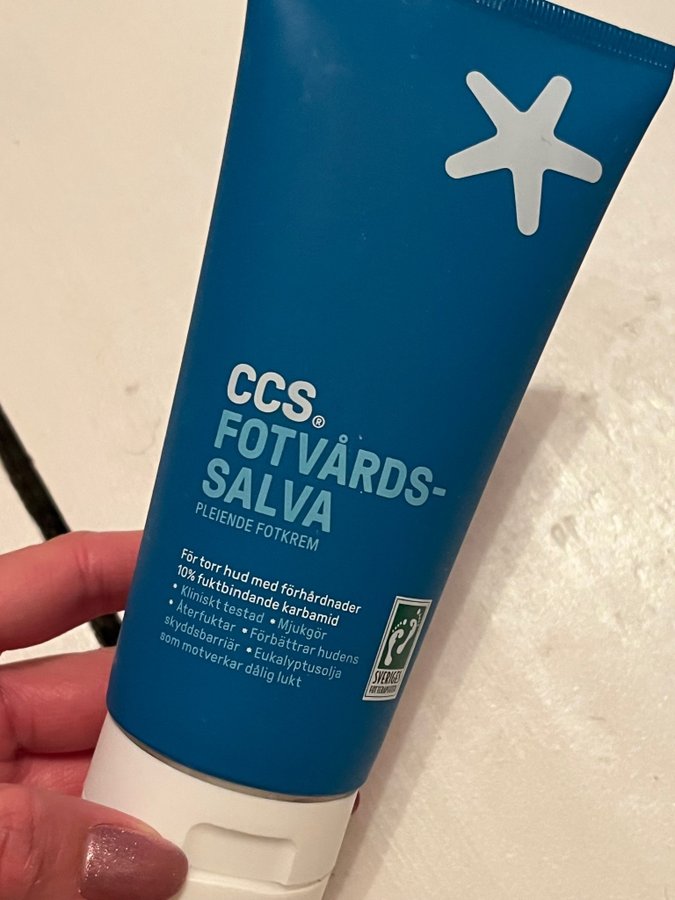 CCS®
FOTVÅRDS-
SALVA
PLEIENDE FOTKREM
För torr hud med förhårdnader
10% fuktbindande karbamid
• Kliniskt testad • Mjukgör
• Återfuktar • Förbättrar hudens
skyddsbarriär • Eukalyptusolja
som motverkar dålig lukt
SVERIGES
FOTTERAPEUTER